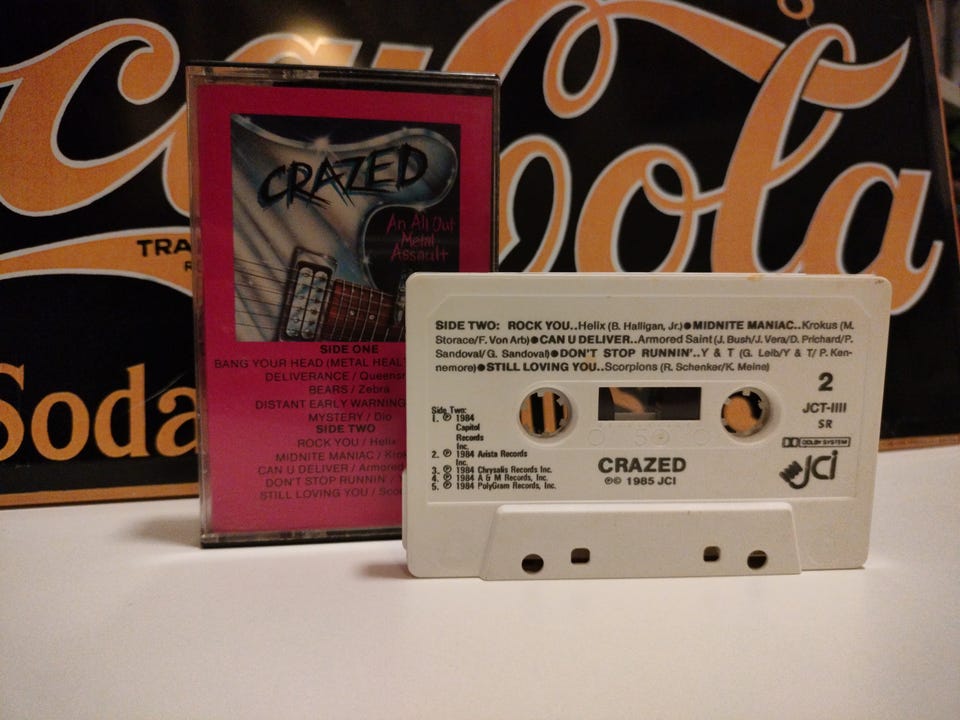 Coca-Cola
TRA
Soda
CRAZED
An All Out
Metal
Assault
SIDE ONE
BANG YOUR HEAD (METAL HEAL
DELIVERANCE / Queensr
BEARS / Zebra
DISTANT EARLY WARNING
MYSTERY / Dio
SIDE TWO
ROCK YOU / Helix
MIDNITE MANIAC / Krok
CAN U DELIVER / Armored
DON'T STOP RUNNIN' /
STILL LOVING YOU / Scor
SIDE TWO: ROCK YOU..Helix (B. Halligan, Jr.)●MIDNITE MANIAC..Krokus (M.
Storace/F. Von Arb)●CAN U DELIVER..Armored Saint (J. Bush/J. Vera/D. Prichard/P.
Sandoval/G. Sandoval)●DON'T STOP RUNNIN'..Y & T (G. Leib/Y & T/P. Ken-
nemore)●STILL LOVING YOU..Scorpions (R. Schenker/K. Meine)
2
JCT-1111
SR
DOLBY SYSTEM
JCI
Side Two:
1. ℗ 1984
Capitol
Records
Inc.
2. ℗ 1984 Arista Records
Inc.
3. ℗ 1984 Chrysalis Records Inc.
4. ℗ 1984 A & M Records, Inc.
5. ℗ 1984 PolyGram Records, Inc.
CRAZED
℗© 1985 JCI